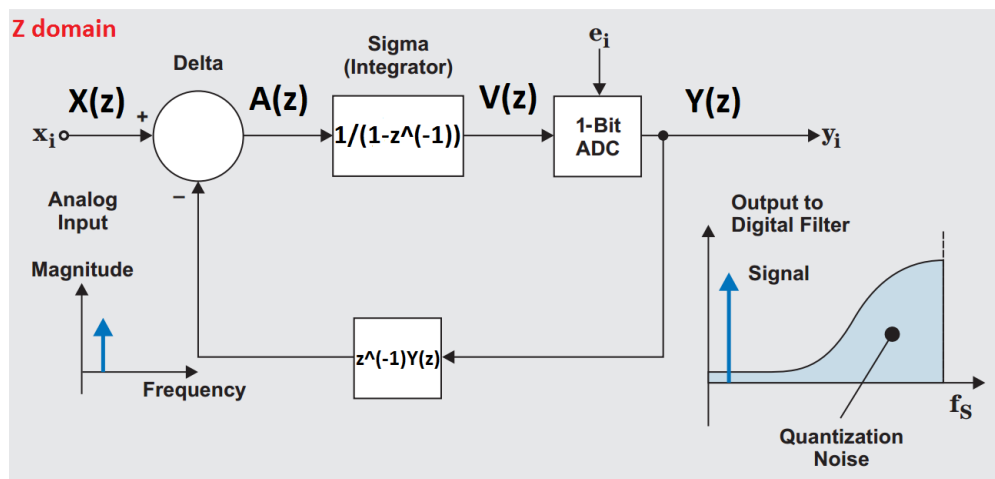 Z domain
Delta
Sigma
(Integrator)
eᵢ
X(z)
A(z)
V(z)
Y(z)
+
xᵢ
1/(1-z^(-1))
1-Bit
ADC
yᵢ
−
Analog
Input
Magnitude
Frequency
z^(-1)Y(z)
Output to
Digital Filter
Signal
fS
Quantization
Noise